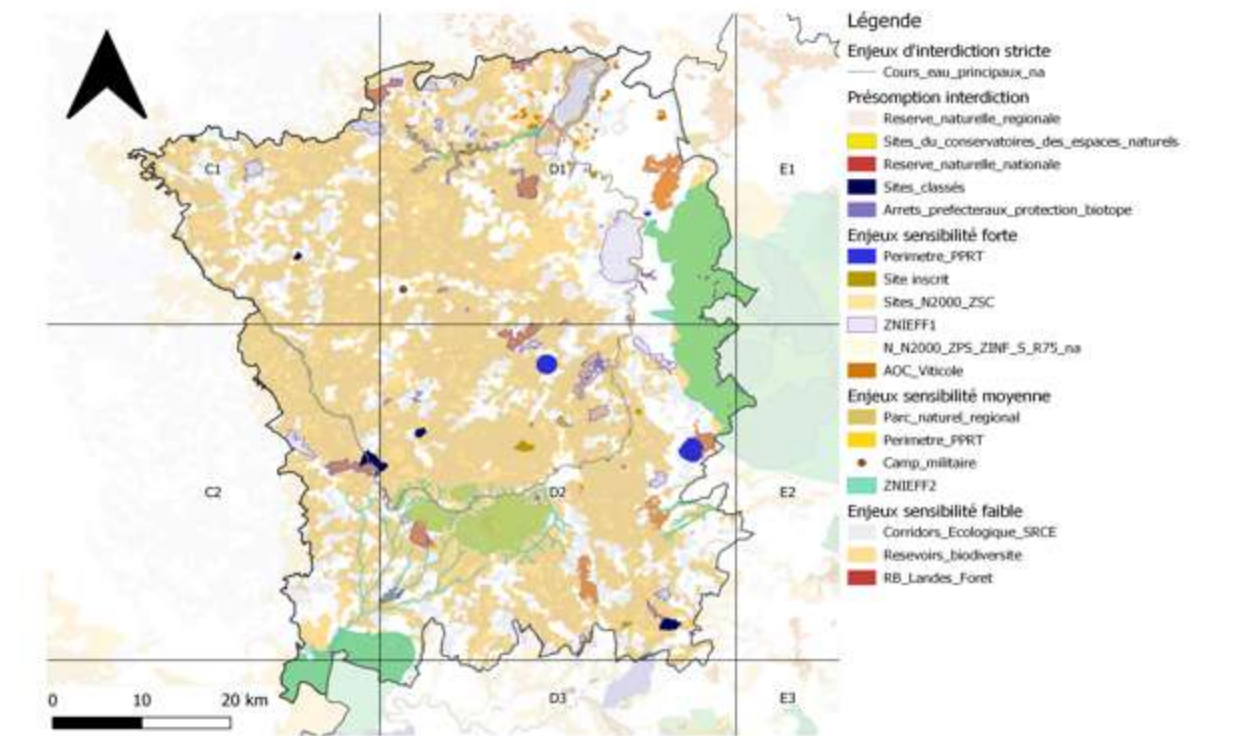 Légende
Enjeux d'interdiction stricte
Cours_eau_principaux_na
Présomption interdiction
Reserve_naturelle_regionale
Sites_du_conservatoires_des_espaces_naturels
Reserve_naturelle_nationale
Sites_classés
Arrets_prefecteraux_protection_biotope
Enjeux sensibilité forte
Perimetre_PPRT
Site inscrit
Sites_N2000_ZSC
ZNIEFF1
N_N2000_ZPS_ZINF_S_R75_na
AOC_Viticole
Enjeux sensibilité moyenne
Parc_naturel_regional
Perimetre_PPRT
Camp_militaire
ZNIEFF2
Enjeux sensibilité faible
Corridors_Ecologique_SRCE
Resevoirs_biodiversite
RB_Landes_Foret
C1 D1 E1
C2 D2 E2
D3 E3
0 10 20 km